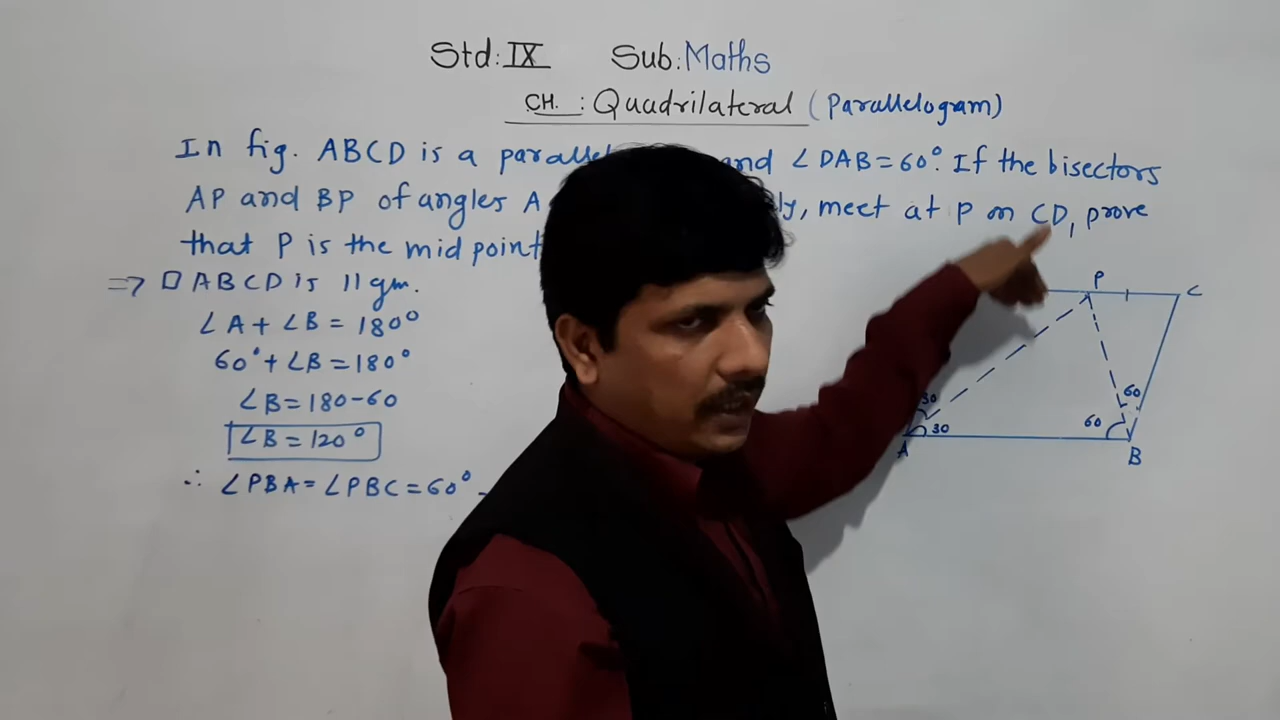 Std: IX Sub: Maths
CH. : Quadrilateral (Parallelogram)
In fig. ABCD is a and ∠DAB = 60°. If the bisectors
AP and BP of angles A meet at P on CD, prove
that P is the mid point
⇒ □ ABCD is ||gm.
∠A + ∠B = 180°
60° + ∠B = 180°
∠B = 180 - 60
∠B = 120°
∴ ∠PBA = ∠PBC = 60° -
P C
30 60
30 60
A B